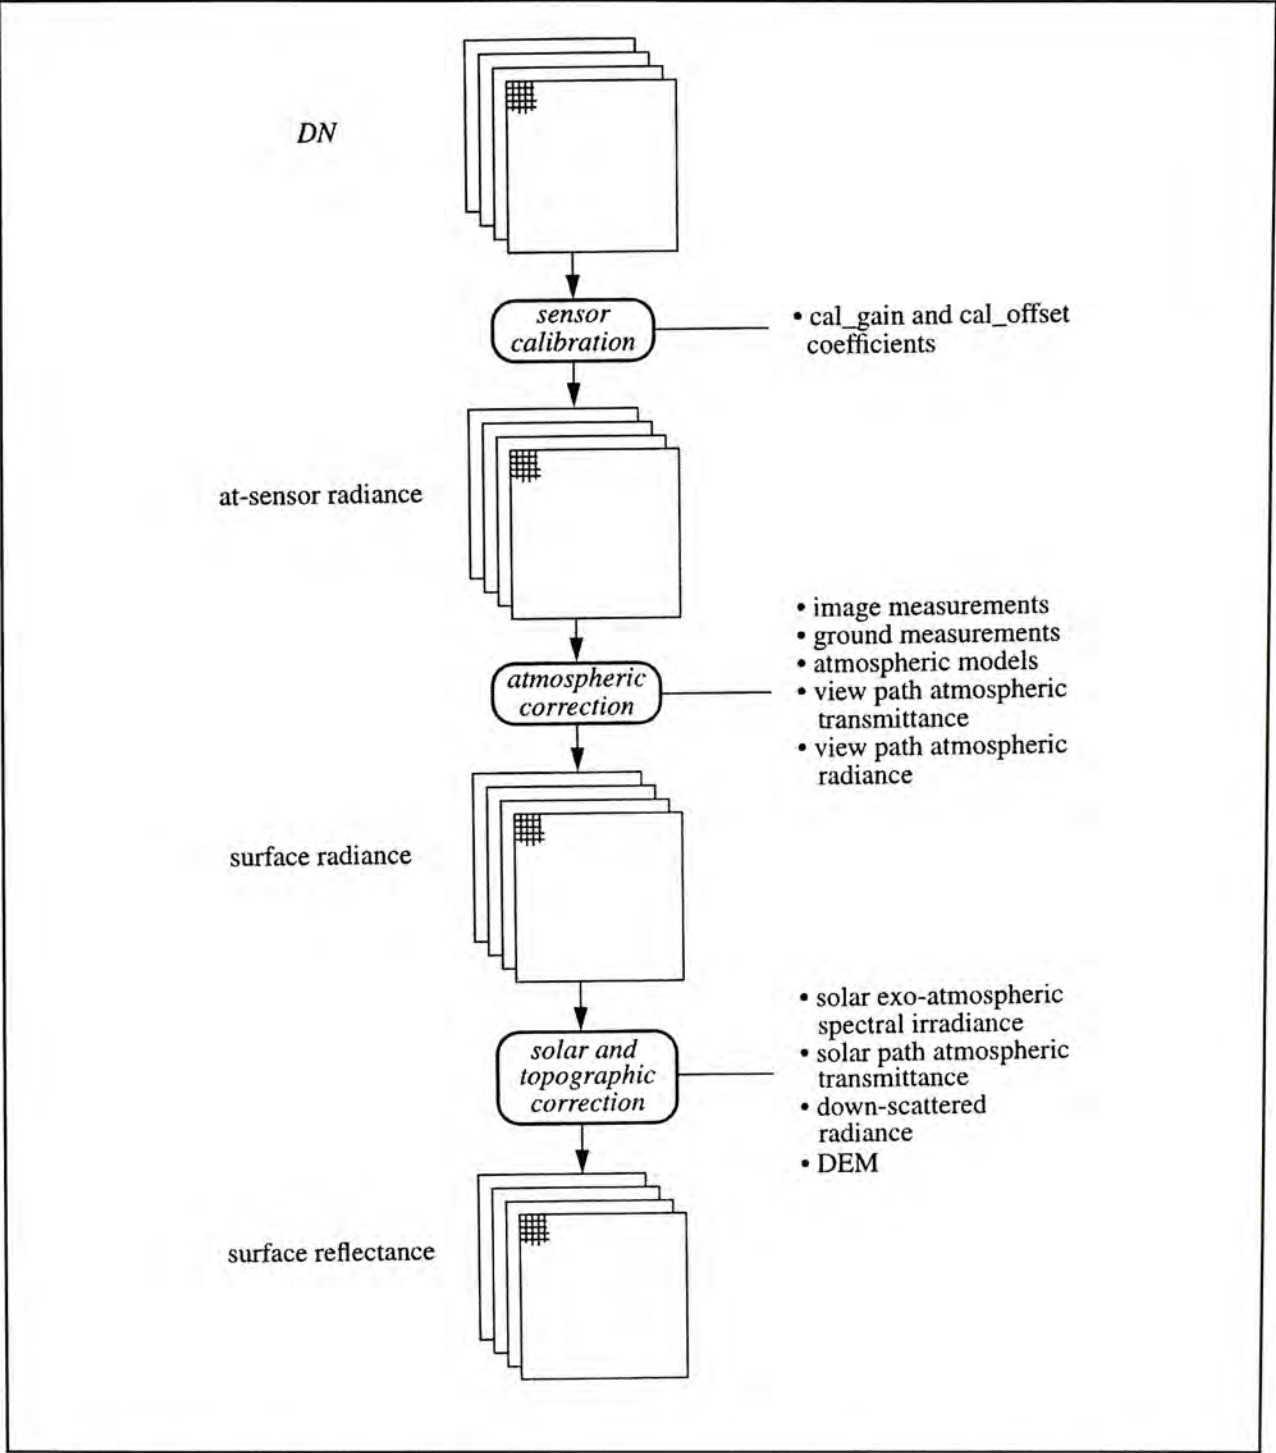 DN
sensor
calibration
• cal_gain and cal_offset
coefficients
at-sensor radiance
• image measurements
• ground measurements
• atmospheric models
• view path atmospheric
transmittance
• view path atmospheric
radiance
atmospheric
correction
surface radiance
• solar exo-atmospheric
spectral irradiance
• solar path atmospheric
transmittance
• down-scattered
radiance
• DEM
solar and
topographic
correction
surface reflectance